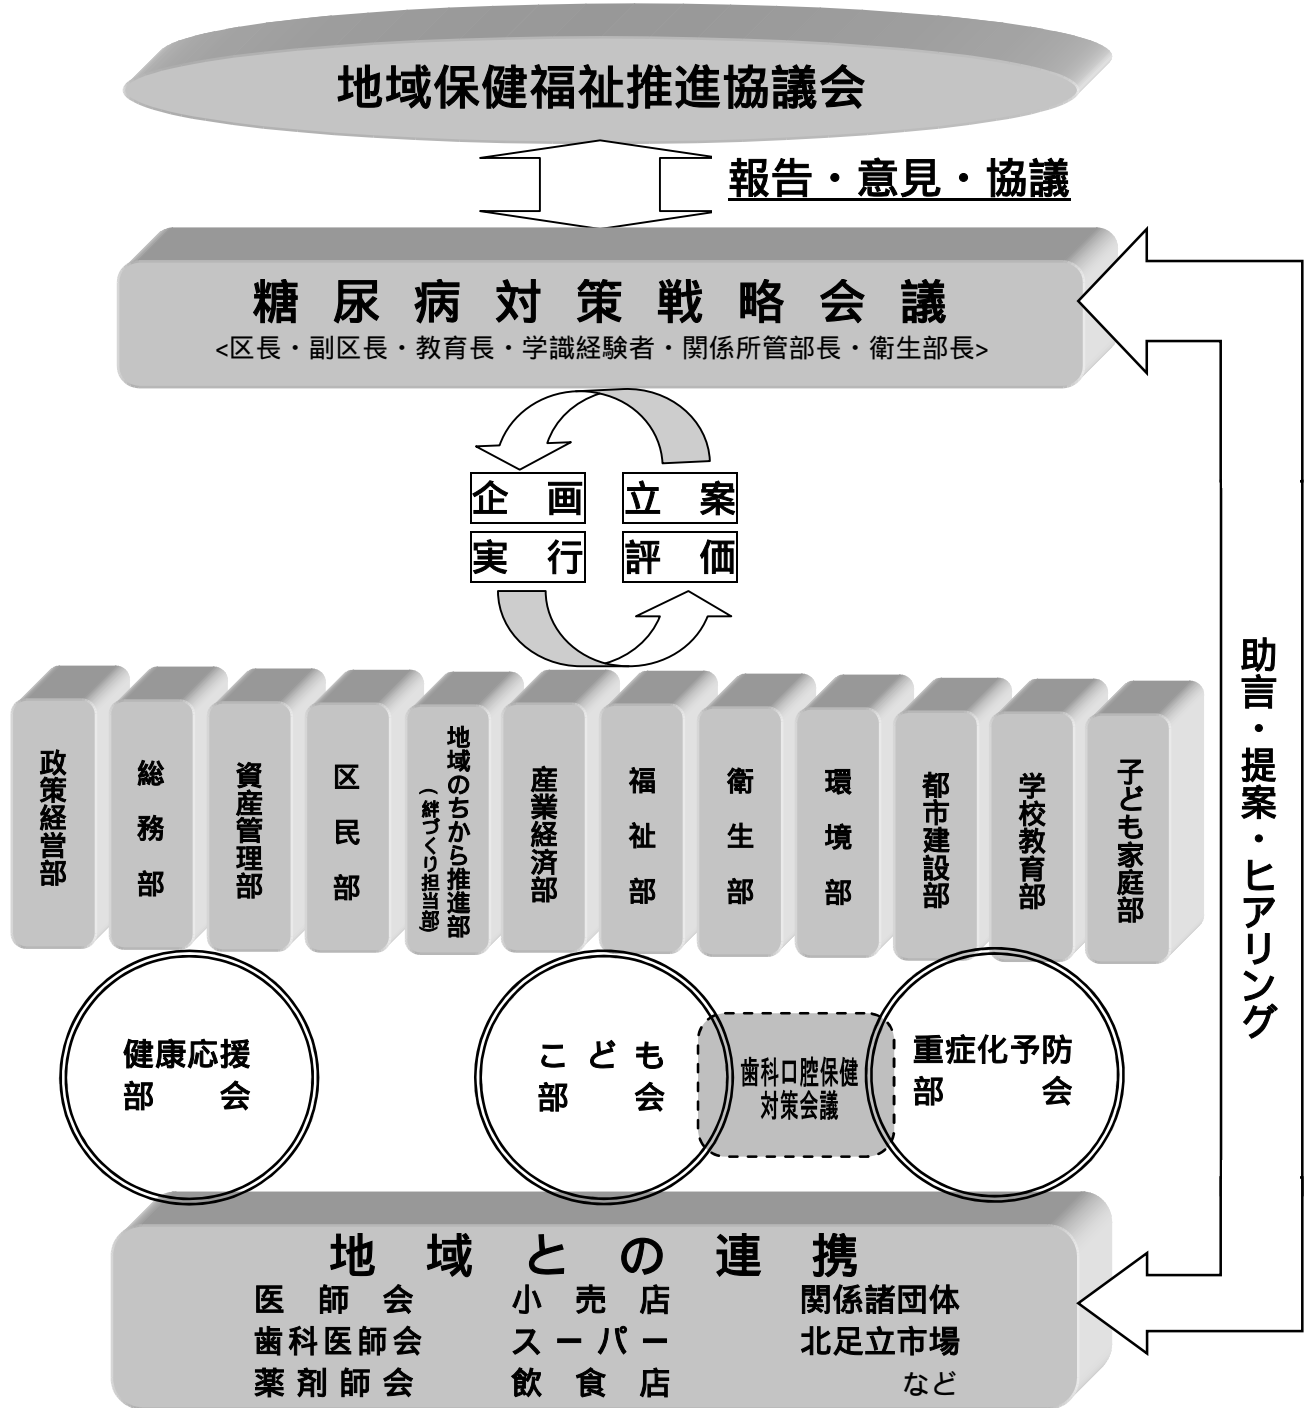 地域保健福祉推進協議会
報告・意見・協議
糖尿病対策戦略会議
<区長・副区長・教育長・学識経験者・関係所管部長・衛生部長>
企画
立案
実行
評価
政策経営部
総務部
資産管理部
区民部
地域のちから推進部
(絆づくり担当部)
産業経済部
福祉部
衛生部
環境部
都市建設部
学校教育部
子ども家庭部
助言・提案・ヒアリング
健康応援
部会
こども
部会
歯科口腔保健
対策会議
重症化予防
部会
地域との連携
医師会
小売店
関係諸団体
歯科医師会
スーパー
北足立市場
薬剤師会
飲食店
など